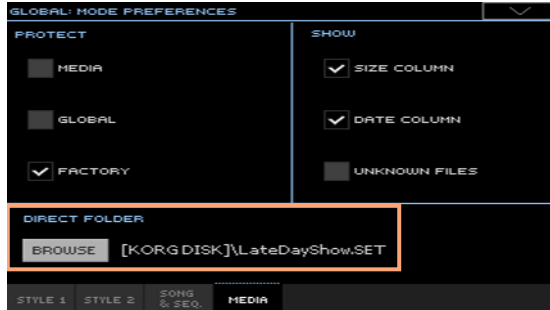 GLOBAL: MODE PREFERENCES
PROTECT
MEDIA
GLOBAL
FACTORY
SHOW
SIZE COLUMN
DATE COLUMN
UNKNOWN FILES
DIRECT FOLDER
BROWSE [KORG DISK]\LateDayShow.SET
STYLE 1 STYLE 2 SONG & SEQ. MEDIA